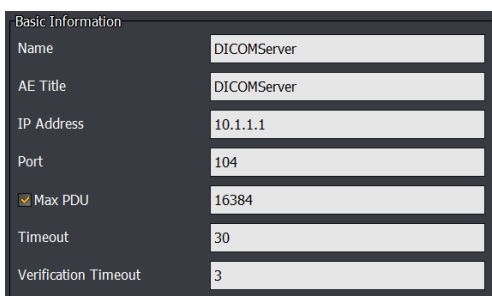 Basic Information
Name DICOMServer
AE Title DICOMServer
IP Address 10.1.1.1
Port 104
Max PDU 16384
Timeout 30
Verification Timeout 3